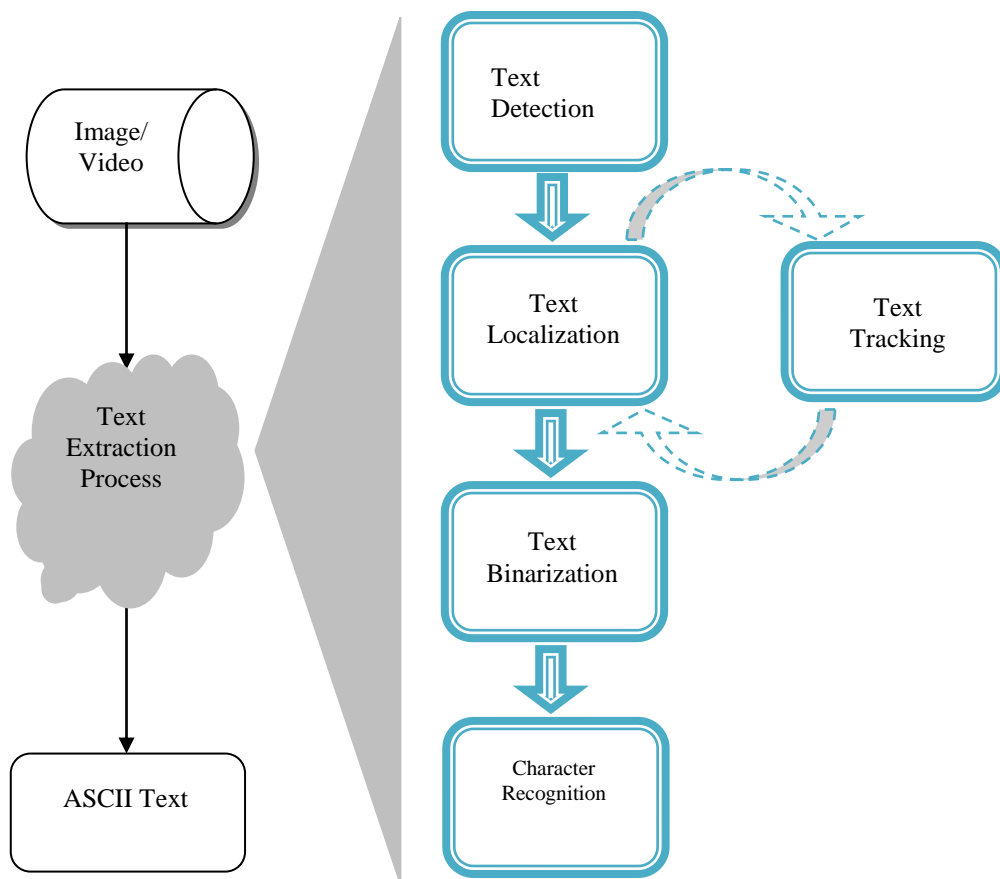 Image/
Video
Text
Extraction
Process
ASCII Text
Text
Detection
Text
Localization
Text
Tracking
Text
Binarization
Character
Recognition